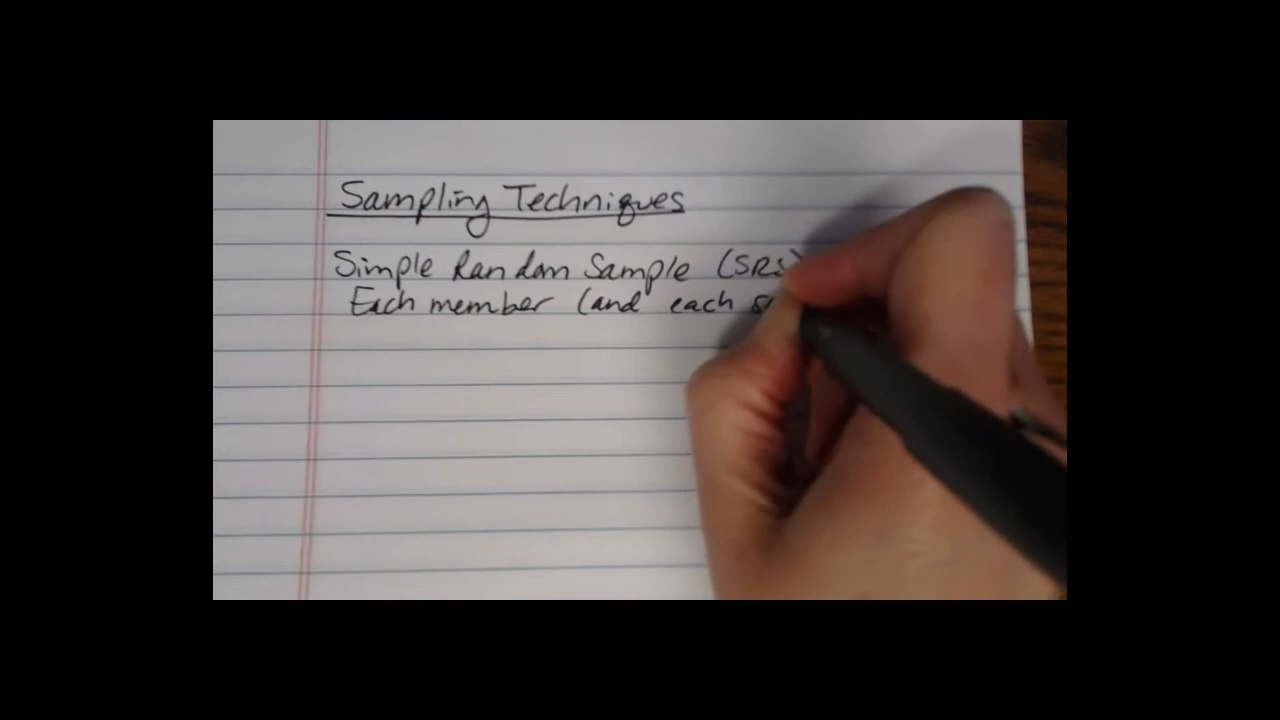 Sampling Techniques
Simple Random Sample (SRS)
Each member (and each